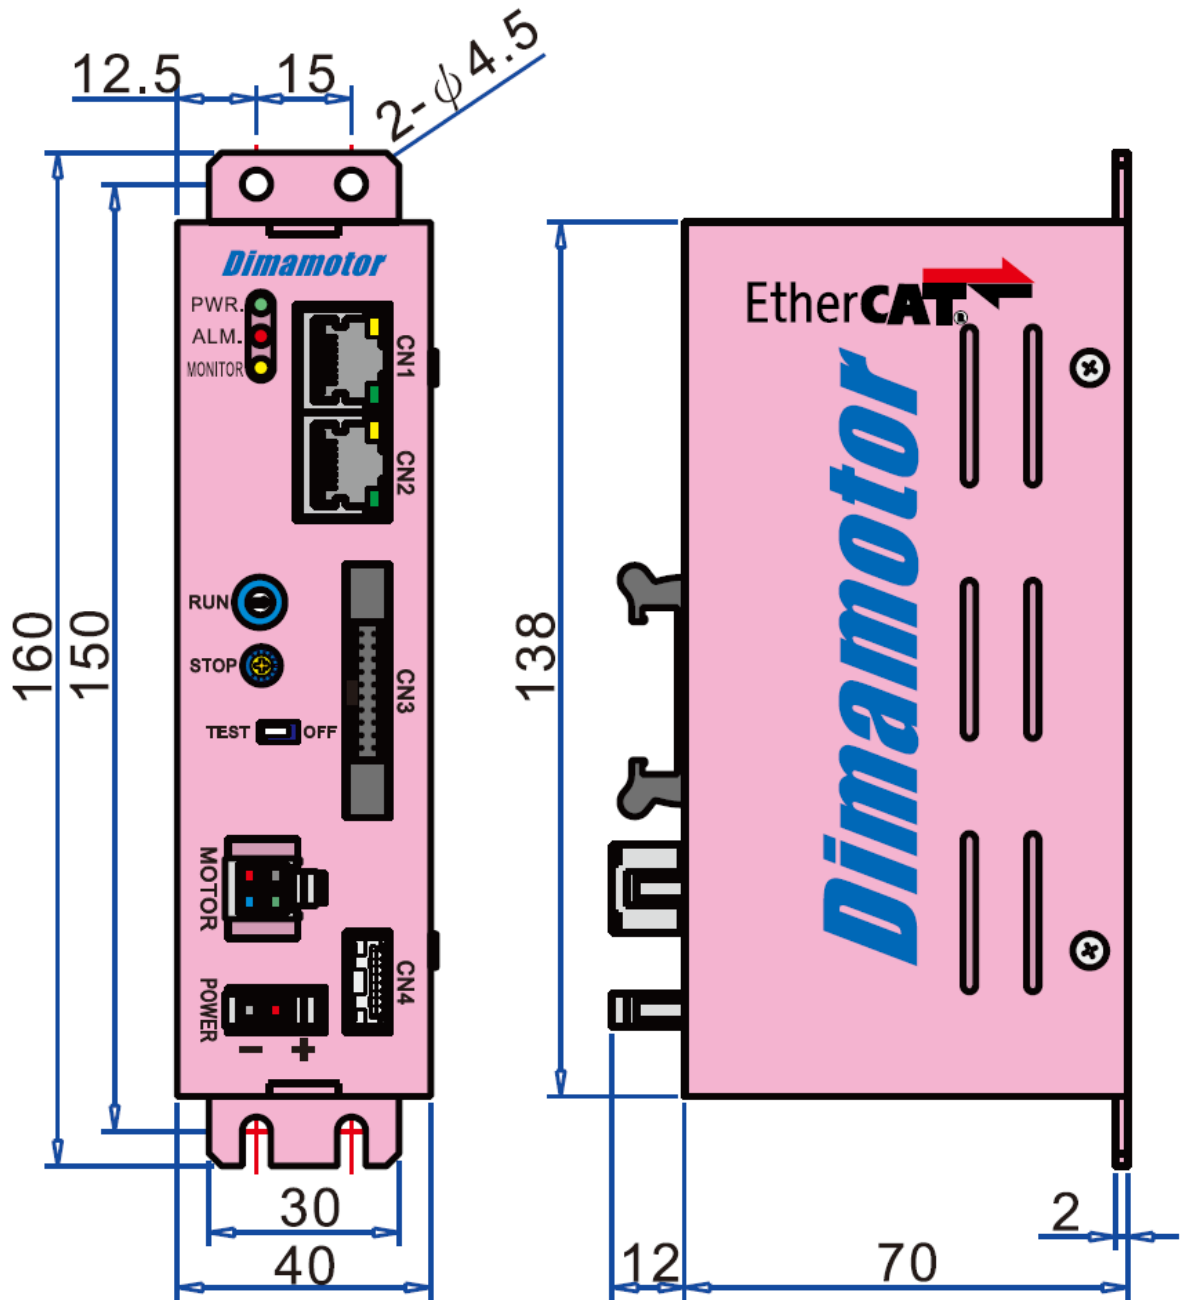 12.5
15
2-φ4.5
160
150
Dimamotor
PWR.
ALM.
MONITOR
CN1
CN2
RUN
STOP
TEST
OFF
CN3
MOTOR
POWER
CN4
− +
30
40
138
EtherCAT®
Dimamotor
12
70
2